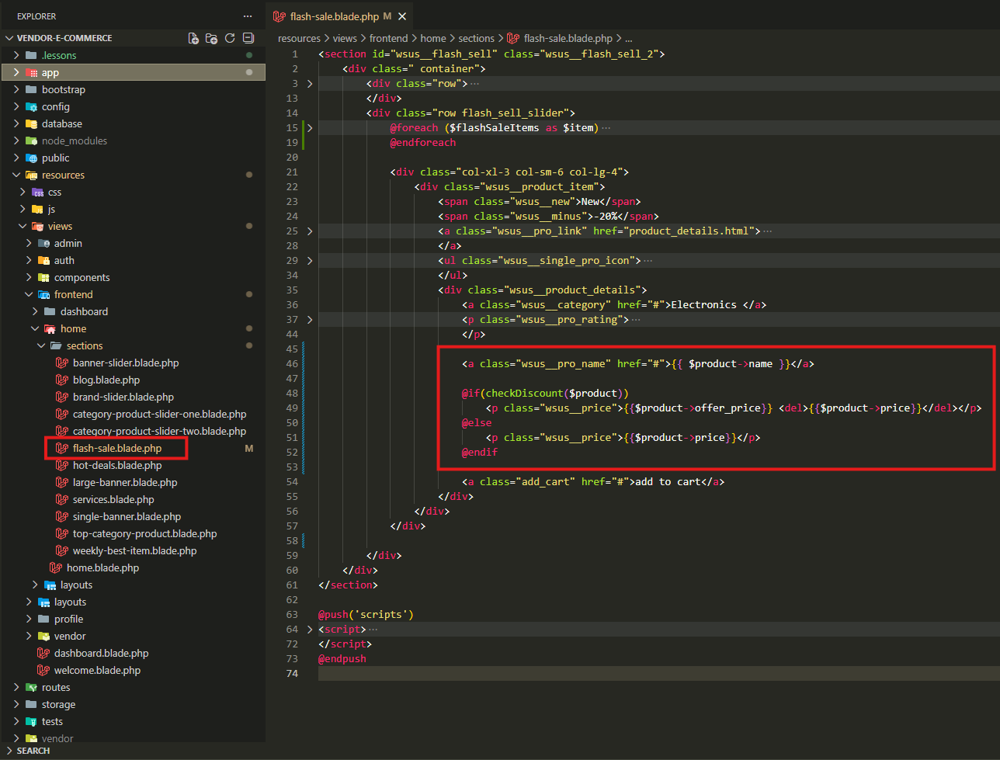 EXPLORER
···
VENDOR-E-COMMERCE
.lessons
app
bootstrap
config
database
node_modules
public
resources
css
js
views
admin
auth
components
frontend
dashboard
home
sections
banner-slider.blade.php
blog.blade.php
brand-slider.blade.php
category-product-slider-one.blade.php
category-product-slider-two.blade.php
flash-sale.blade.php M
hot-deals.blade.php
large-banner.blade.php
services.blade.php
single-banner.blade.php
top-category-product.blade.php
weekly-best-item.blade.php
home.blade.php
layouts
layouts
profile
vendor
dashboard.blade.php
welcome.blade.php
routes
storage
tests
vendor
SEARCH
flash-sale.blade.php M
resources > views > frontend > home > sections > flash-sale.blade.php > ...
1 <section id="wsus__flash_sell" class="wsus__flash_sell_2">
2 <div class=" container">
3 <div class="row"> ···
13 </div>
14 <div class="row flash_sell_slider">
15 @foreach ($flashSaleItems as $item) ···
19 @endforeach
20
21 <div class="col-xl-3 col-sm-6 col-lg-4">
22 <div class="wsus__product_item">
23 <span class="wsus__new">New</span>
24 <span class="wsus__minus">-20%</span>
25 <a class="wsus__pro_link" href="product_details.html"> ···
28 </a>
29 <ul class="wsus__single_pro_icon"> ···
34 </ul>
35 <div class="wsus__product_details">
36 <a class="wsus__category" href="#">Electronics </a>
37 <p class="wsus__pro_rating"> ···
44 </p>
45
46 <a class="wsus__pro_name" href="#">{{ $product->name }}</a>
47
48 @if(checkDiscount($product))
49 <p class="wsus__price">{{$product->offer_price}} <del>{{$product->price}}</del></p>
50 @else
51 <p class="wsus__price">{{$product->price}}</p>
52 @endif
53
54 <a class="add_cart" href="#">add to cart</a>
55 </div>
56 </div>
57 </div>
58
59 </div>
60 </div>
61 </section>
62
63 @push('scripts')
64 <script> ···
72 </script>
73 @endpush
74